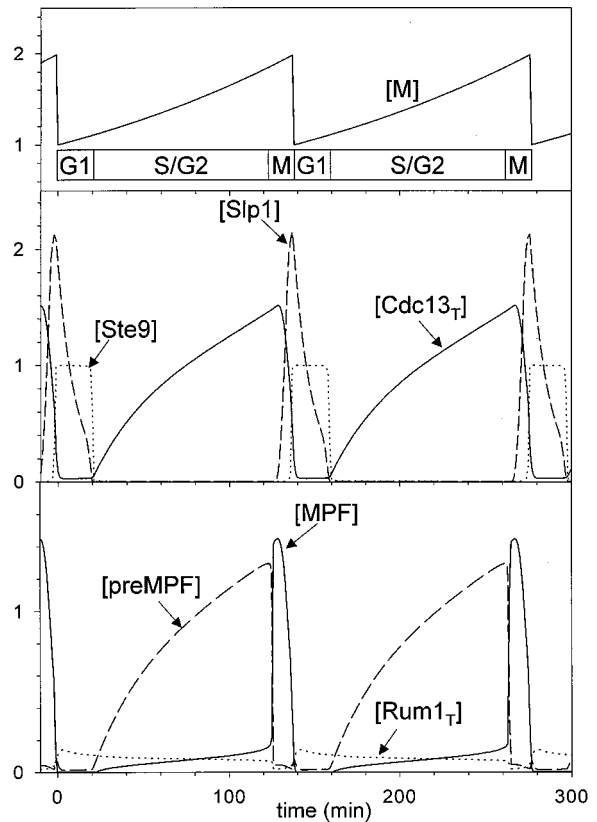 2
[M]
1
G1 S/G2 M G1 S/G2 M
[Slp1]
2
[Cdc13T]
[Ste9]
1
0
[MPF]
[preMPF]
1
[Rum1T]
0
0 100 200 300
time (min)